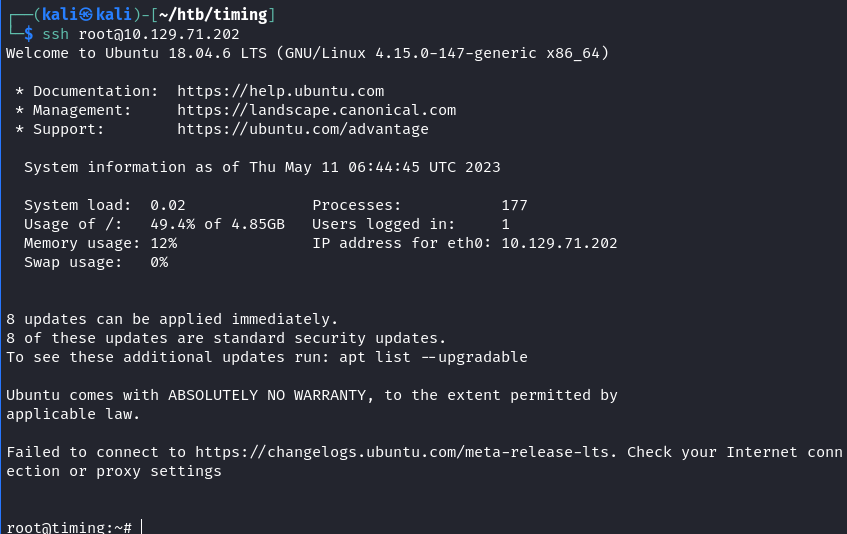 ┌──(kali㉿kali)-[~/htb/timing]
└─$ ssh root@10.129.71.202
Welcome to Ubuntu 18.04.6 LTS (GNU/Linux 4.15.0-147-generic x86_64)
* Documentation:  https://help.ubuntu.com
* Management:     https://landscape.canonical.com
* Support:        https://ubuntu.com/advantage
System information as of Thu May 11 06:44:45 UTC 2023
System load:  0.02              Processes:           177
Usage of /:   49.4% of 4.85GB   Users logged in:     1
Memory usage: 12%               IP address for eth0: 10.129.71.202
Swap usage:   0%
8 updates can be applied immediately.
8 of these updates are standard security updates.
To see these additional updates run: apt list --upgradable
Ubuntu comes with ABSOLUTELY NO WARRANTY, to the extent permitted by
applicable law.
Failed to connect to https://changelogs.ubuntu.com/meta-release-lts. Check your Internet conn
ection or proxy settings
root@timing:~#